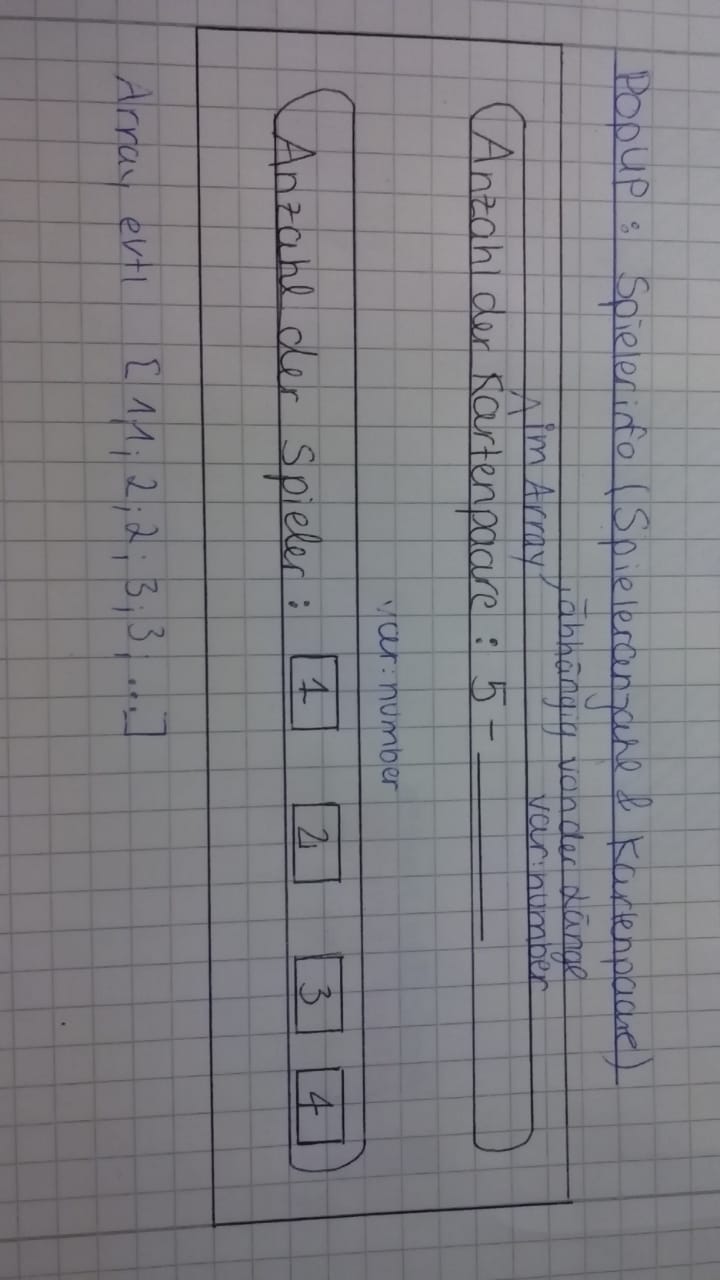 PopUP: Spielerinfo (Spieleranzahl & Kartenpaare)
, abhängig von der Länge
im Array
var:number
Anzahl der Kartenpaare: 5 -
var:number
Anzahl der Spieler: 1 2 3 4
Array evtl [1,1; 2;2; 3;3; ...]